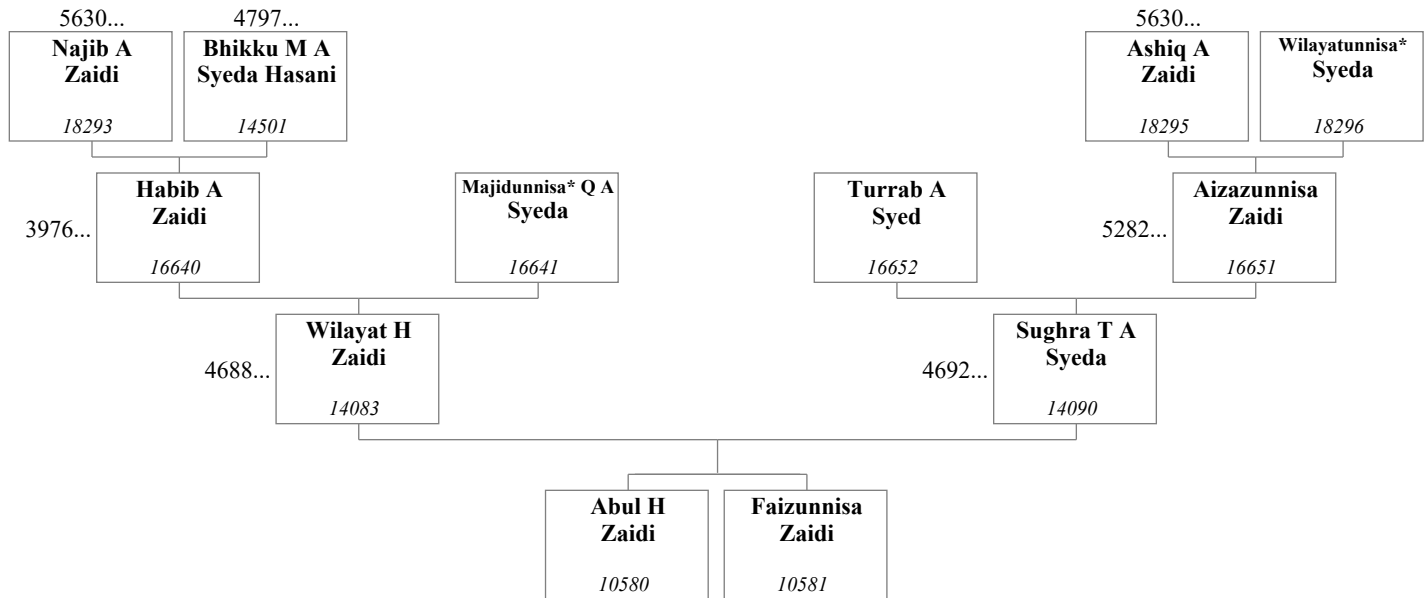 5630...
4797...
5630...
Najib A
Zaidi
18293
Bhikku M A
Syeda Hasani
14501
Ashiq A
Zaidi
18295
Wilayatunnisa*
Syeda
18296
3976...
Habib A
Zaidi
16640
Majidunnisa* Q A
Syeda
16641
Turrab A
Syed
16652
5282...
Aizazunnisa
Zaidi
16651
4688...
Wilayat H
Zaidi
14083
4692...
Sughra T A
Syeda
14090
Abul H
Zaidi
10580
Faizunnisa
Zaidi
10581